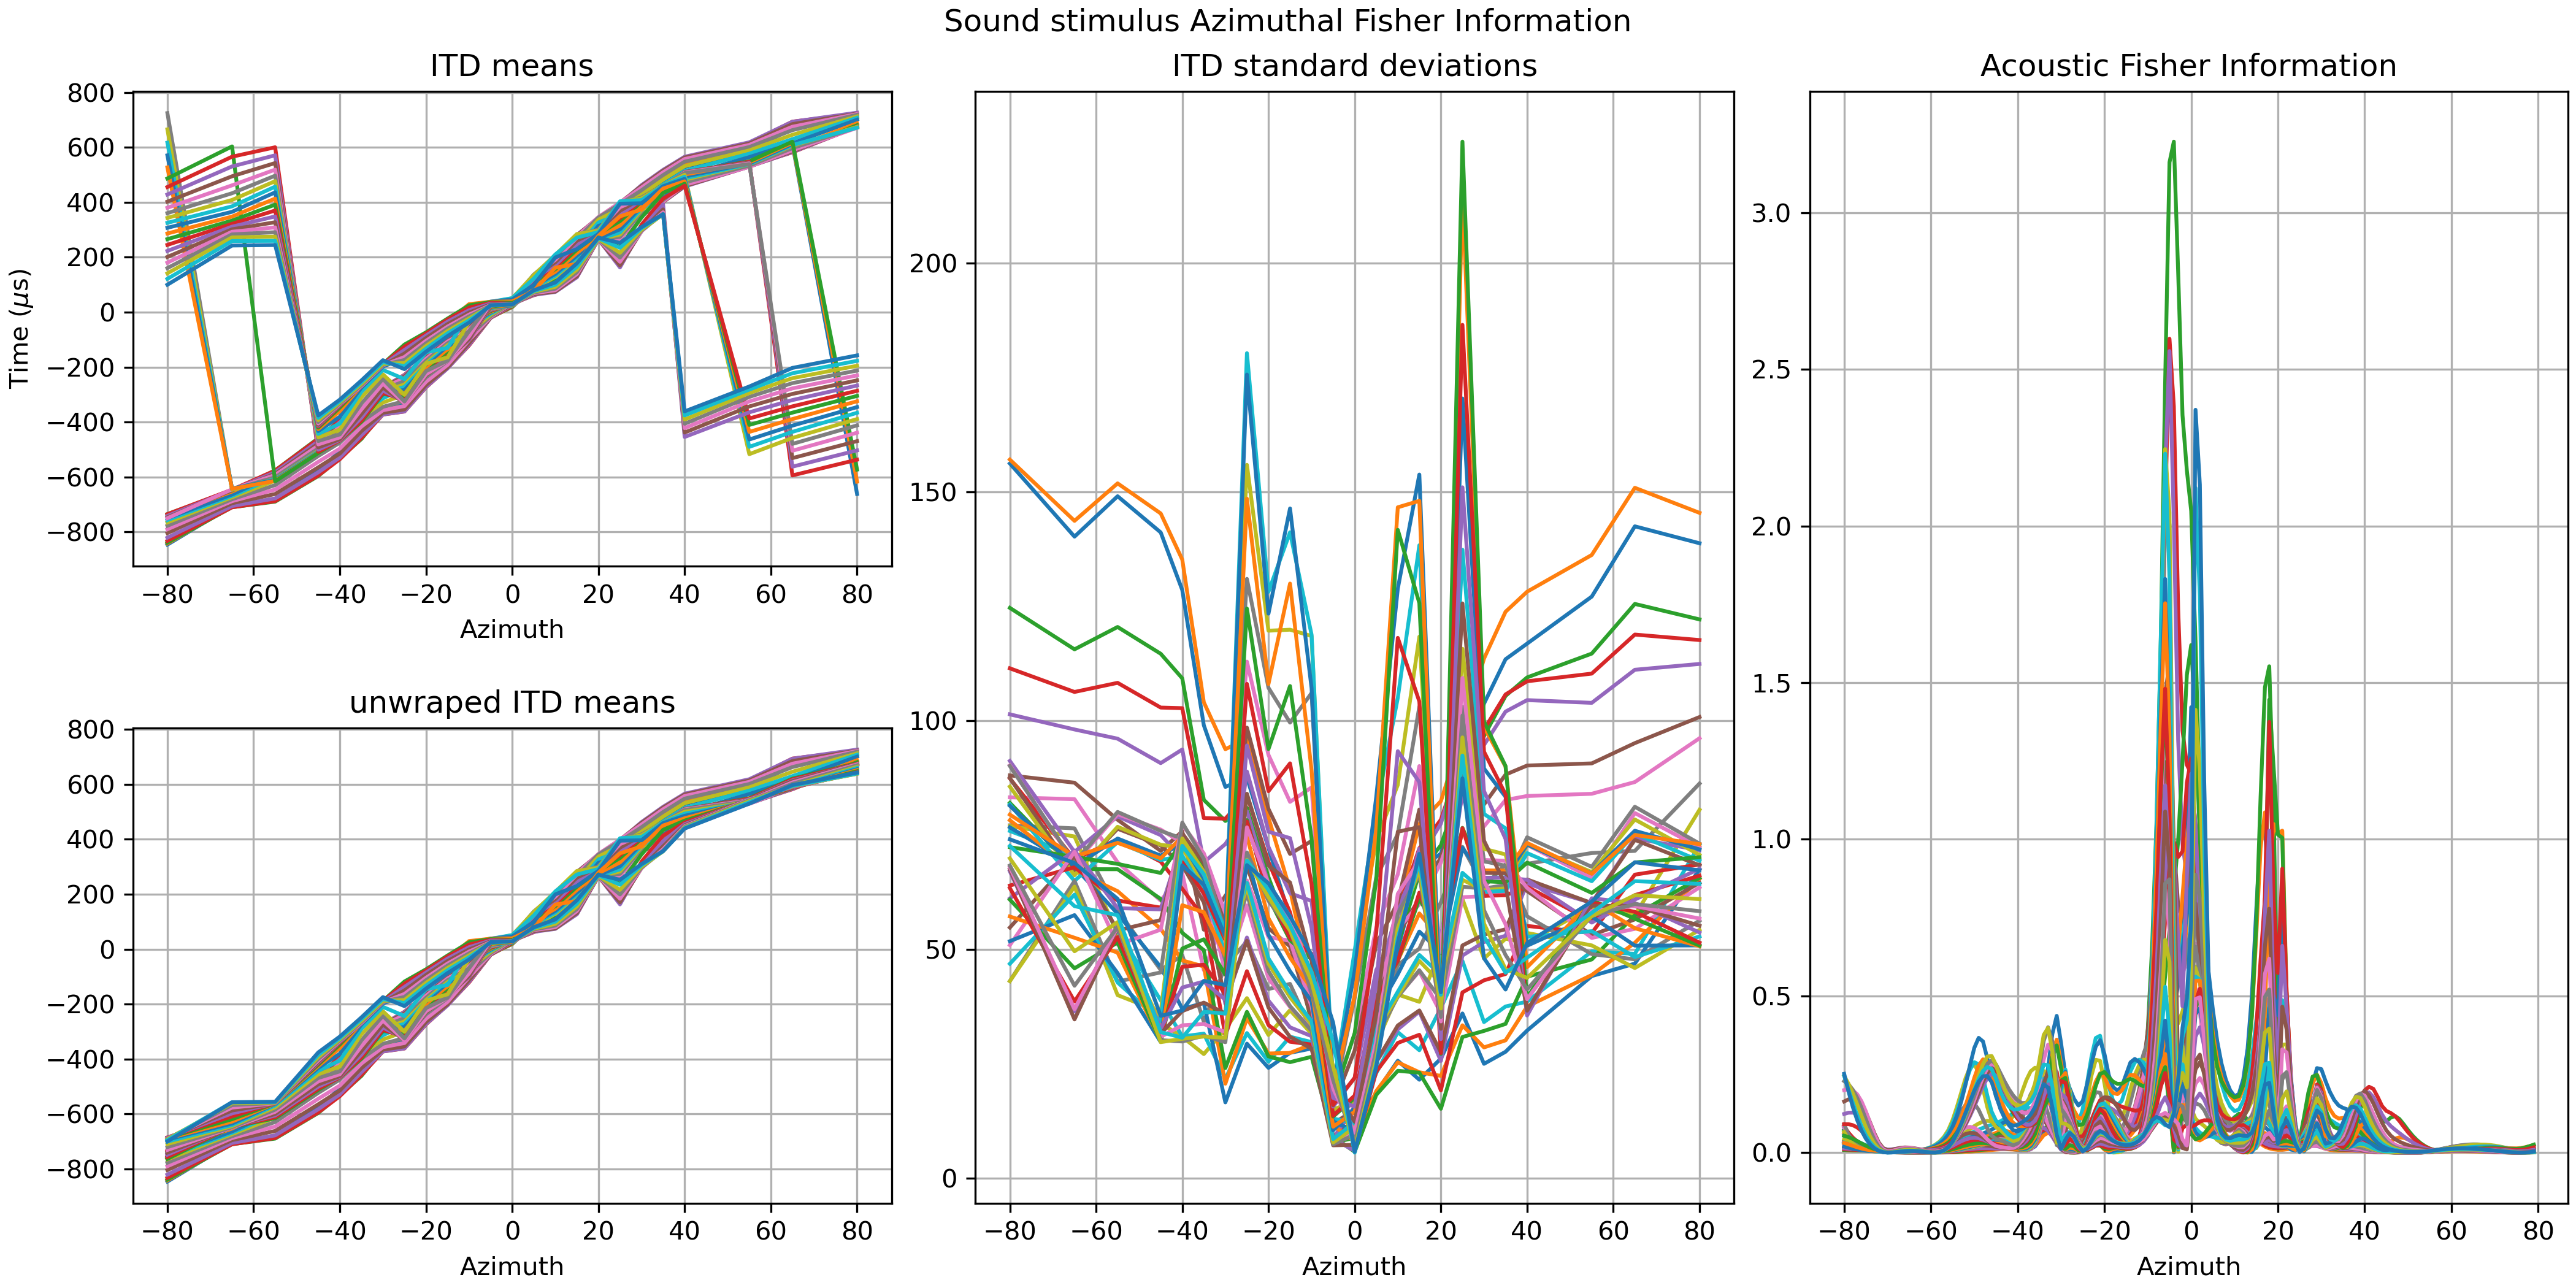 Sound stimulus Azimuthal Fisher Information
ITD means
800
600
400
200
0
−200
−400
−600
−800
Time (μs)
−80 −60 −40 −20 0 20 40 60 80
Azimuth
unwraped ITD means
800
600
400
200
0
−200
−400
−600
−800
−80 −60 −40 −20 0 20 40 60 80
Azimuth
ITD standard deviations
200
150
100
50
0
−80 −60 −40 −20 0 20 40 60 80
Azimuth
Acoustic Fisher Information
3.0
2.5
2.0
1.5
1.0
0.5
0.0
−80 −60 −40 −20 0 20 40 60 80
Azimuth